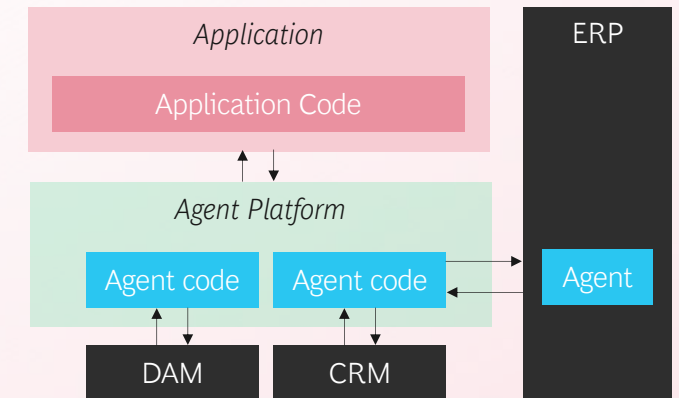 Application
ERP
Application Code
Agent Platform
Agent code
Agent code
Agent
DAM
CRM